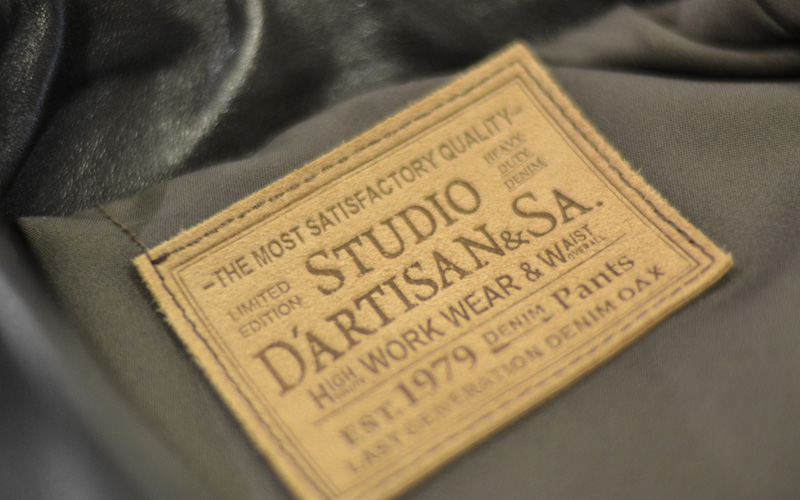 -THE MOST SATISFACTORY QUALITY-
LIMITED EDITION:
STUDIO
HEAVY DUTY DENIM
D'ARTISAN & SA.
HIGH WORK WEAR & WAIST OVERALL
EST. 1979 DENIM Pants
LAST GENERATION DENIM OAX